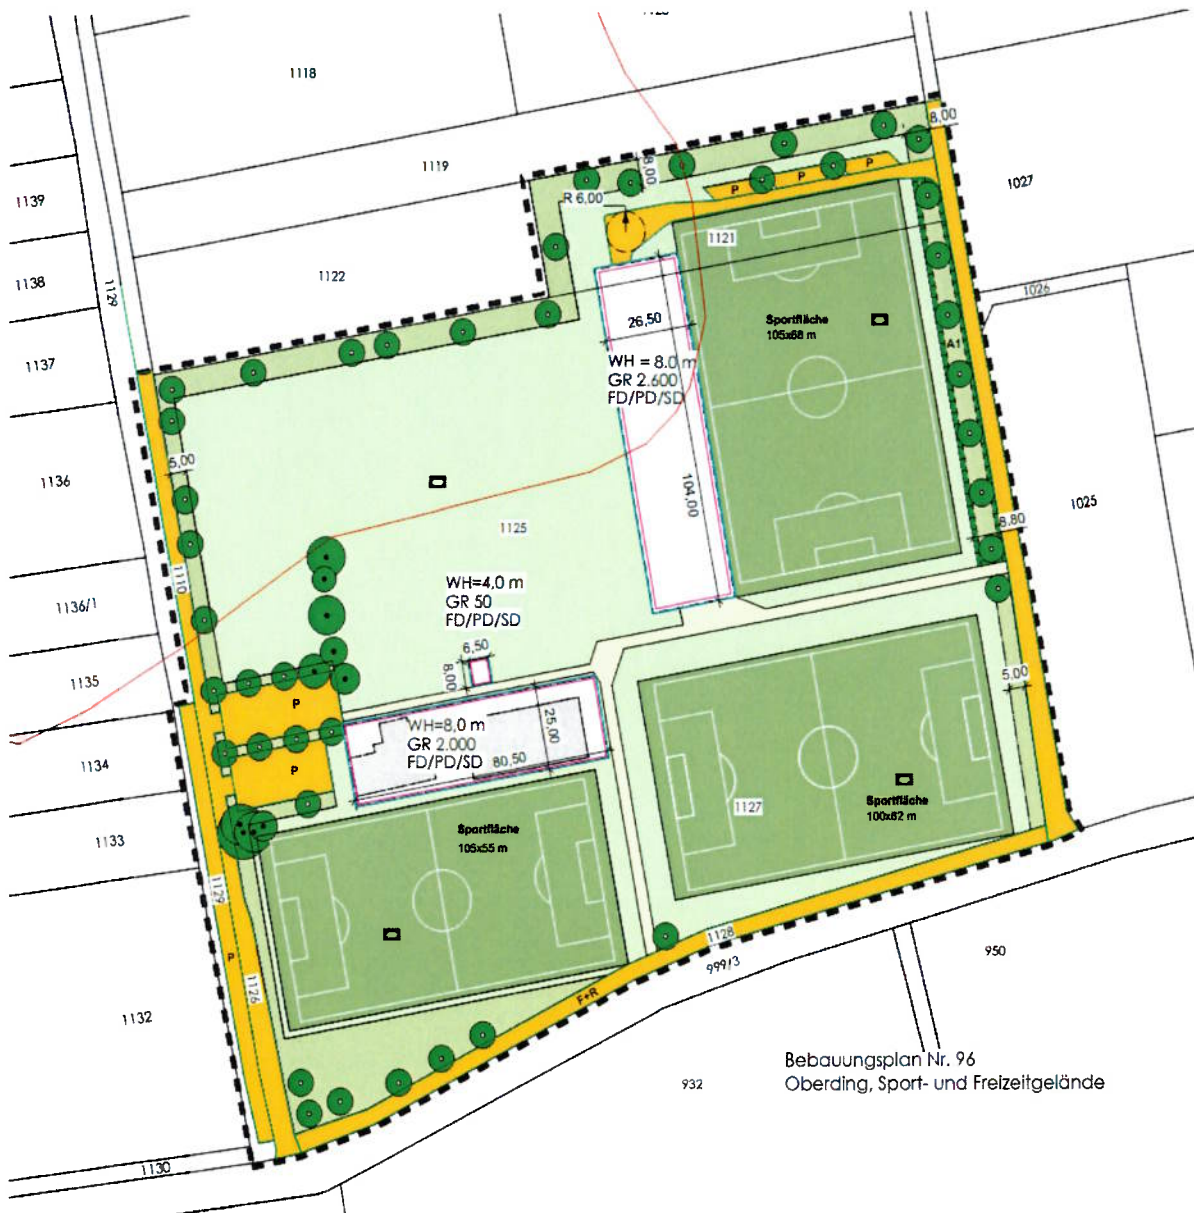 1118
1119
8,00
1139
1027
8,00
P
P
P
R 6,00
1121
1122
1138
1129
1026
26,50
Sportfläche
105x68 m
1137
A1
WH = 8.0 m
GR 2.600
FD/PD/SD
5,00
1136
104,00
1025
1125
8,80
1110
WH=4,0 m
GR 50
FD/PD/SD
1136/1
6,50
8,00
5,00
1135
P
25,00
WH=8,0 m
GR 2.000
FD/PD/SD
80,50
1134
P
1127
Sportfläche
100x62 m
Sportfläche
105x55 m
1133
1129
1128
999/3
950
P
1126
F+R
1132
Bebauungsplan Nr. 96
Oberding, Sport- und Freizeitgelände
932
1130